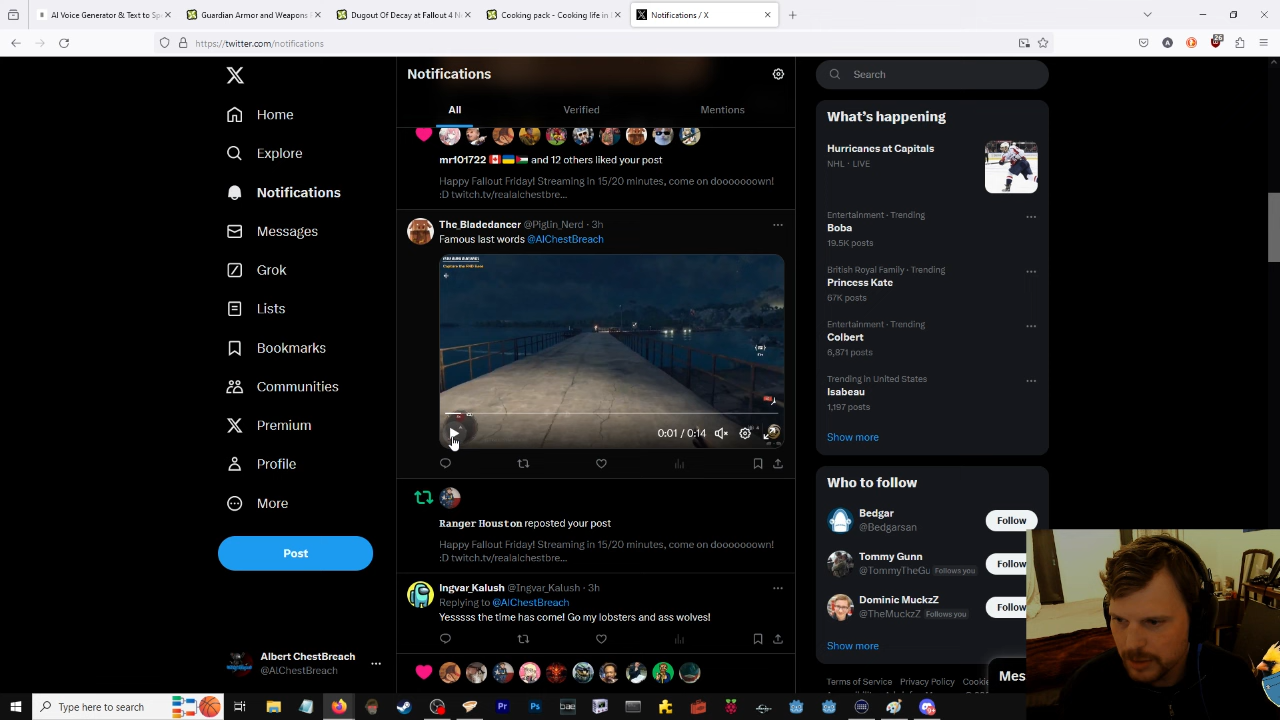 AI Voice Generator & Text to Sp
Guardian Armor and Weapons F
Dugout Of Decay at Fallout 4 Ne
Cooking pack - Cooking life in
Notifications / X
https://twitter.com/notifications
26
Notifications
All
Verified
Mentions
Home
Explore
Notifications
Messages
Grok
Lists
Bookmarks
Communities
Premium
Profile
More
Post
Albert ChestBreach
@AlChestBreach
mr101722 🇨🇦🇺🇦🇵🇸 and 12 others liked your post
Happy Fallout Friday! Streaming in 15/20 minutes, come on dooooooown!
:D twitch.tv/realalchestbre...
The_Bladedancer @Piglin_Nerd · 3h
Famous last words @AlChestBreach
0:01 / 0:14
Ranger Houston reposted your post
Happy Fallout Friday! Streaming in 15/20 minutes, come on dooooooown!
:D twitch.tv/realalchestbre...
Ingvar_Kalush @Ingvar_Kalush · 3h
Replying to @AlChestBreach
Yesssss the time has come! Go my lobsters and ass wolves!
Search
What's happening
Hurricanes at Capitals
NHL · LIVE
Entertainment · Trending
Boba
19.5K posts
British Royal Family · Trending
Princess Kate
67K posts
Entertainment · Trending
Colbert
6,871 posts
Trending in United States
Isabeau
1,197 posts
Show more
Who to follow
Bedgar
@Bedgarsan
Follow
Tommy Gunn
@TommyTheGu Follows you
Follow
Dominic MuckzZ
@TheMuckzZ Follows you
Follow
Show more
Terms of Service Privacy Policy Cookie
Mes
Type here to search
Pr
Ps
bae